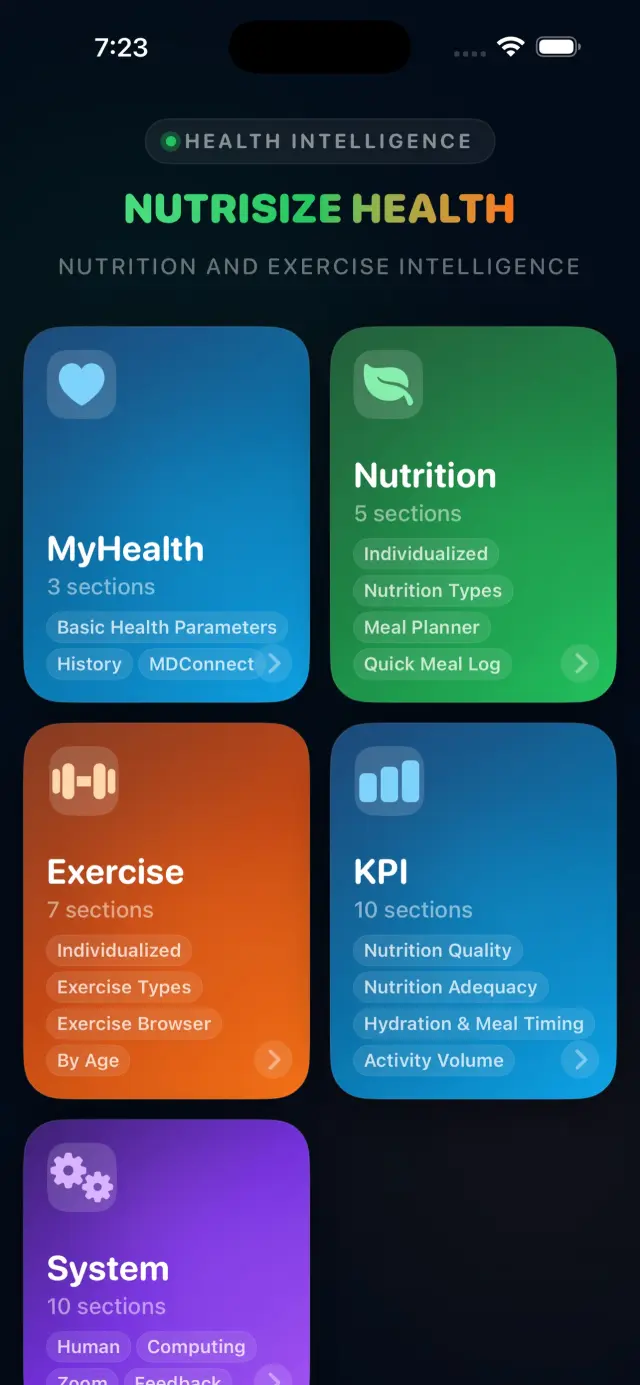 7:23
HEALTH INTELLIGENCE
NUTRISIZE HEALTH
NUTRITION AND EXERCISE INTELLIGENCE
MyHealth
3 sections
Basic Health Parameters
History
MDConnect
Nutrition
5 sections
Individualized
Nutrition Types
Meal Planner
Quick Meal Log
Exercise
7 sections
Individualized
Exercise Types
Exercise Browser
By Age
KPI
10 sections
Nutrition Quality
Nutrition Adequacy
Hydration & Meal Timing
Activity Volume
System
10 sections
Human
Computing
Zoom
Feedback